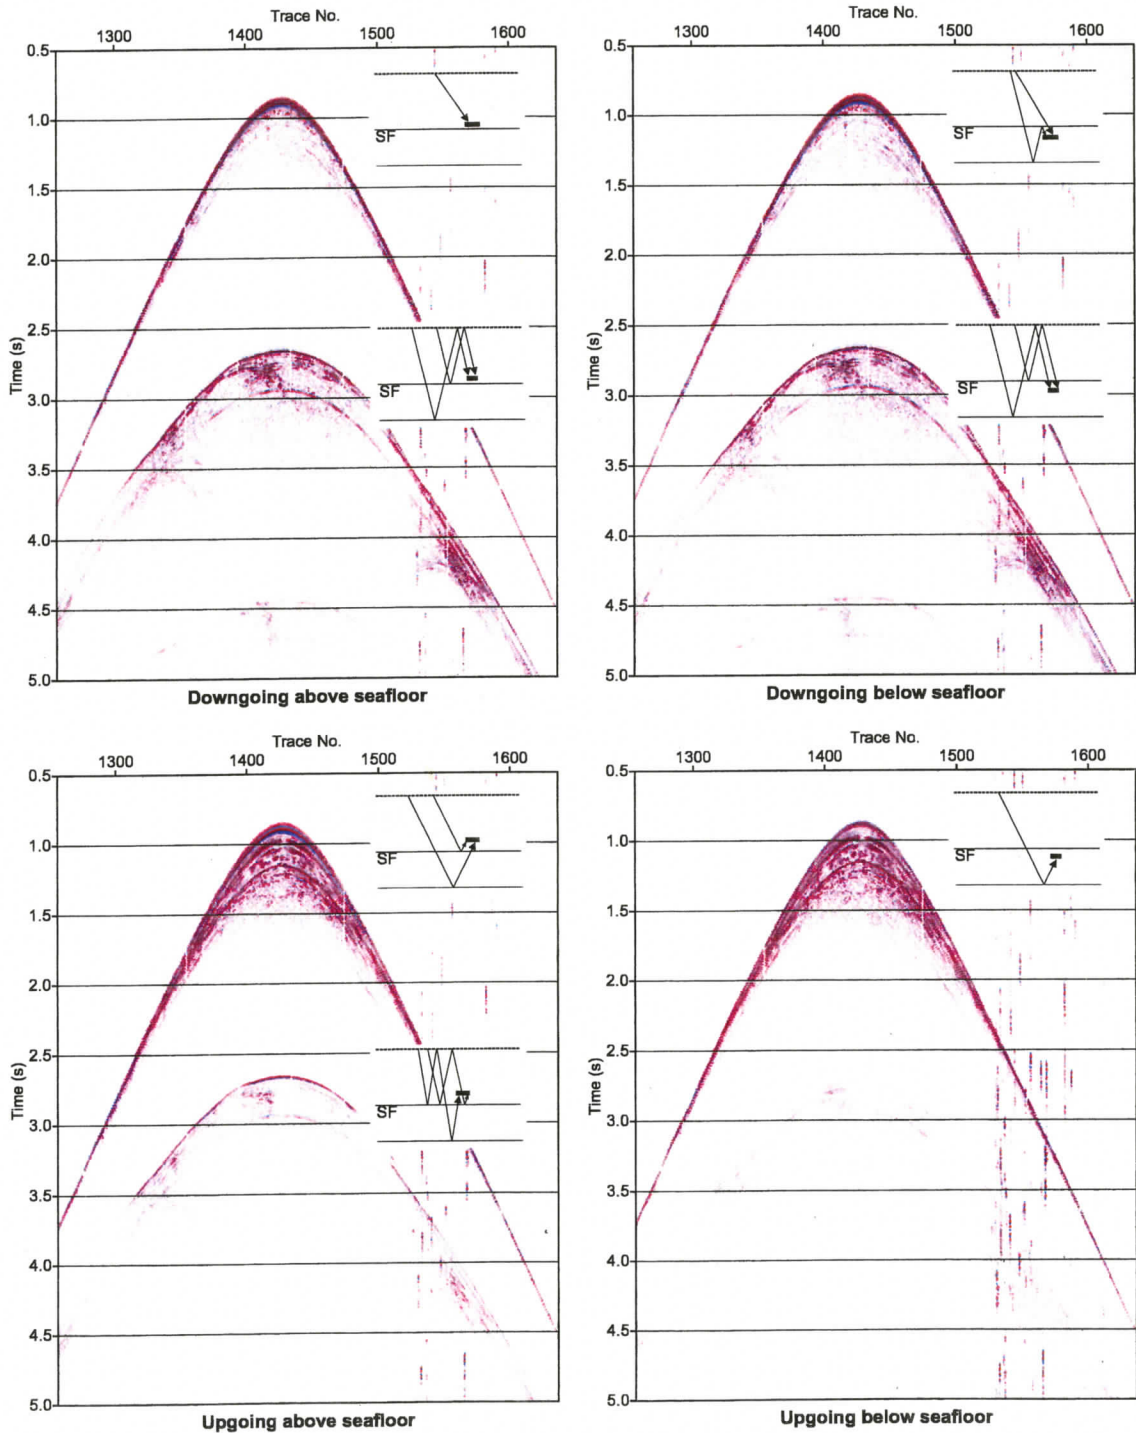 Trace No.
1300 1400 1500 1600
0.5
1.0
1.5
2.0
2.5
3.0
3.5
4.0
4.5
5.0
Time (s)
SF
SF
Downgoing above seafloor
Trace No.
1300 1400 1500 1600
0.5
1.0
1.5
2.0
2.5
3.0
3.5
4.0
4.5
5.0
Time (s)
SF
SF
Downgoing below seafloor
Trace No.
1300 1400 1500 1600
0.5
1.0
1.5
2.0
2.5
3.0
3.5
4.0
4.5
5.0
Time (s)
SF
SF
Upgoing above seafloor
Trace No.
1300 1400 1500 1600
0.5
1.0
1.5
2.0
2.5
3.0
3.5
4.0
4.5
5.0
Time (s)
SF
Upgoing below seafloor